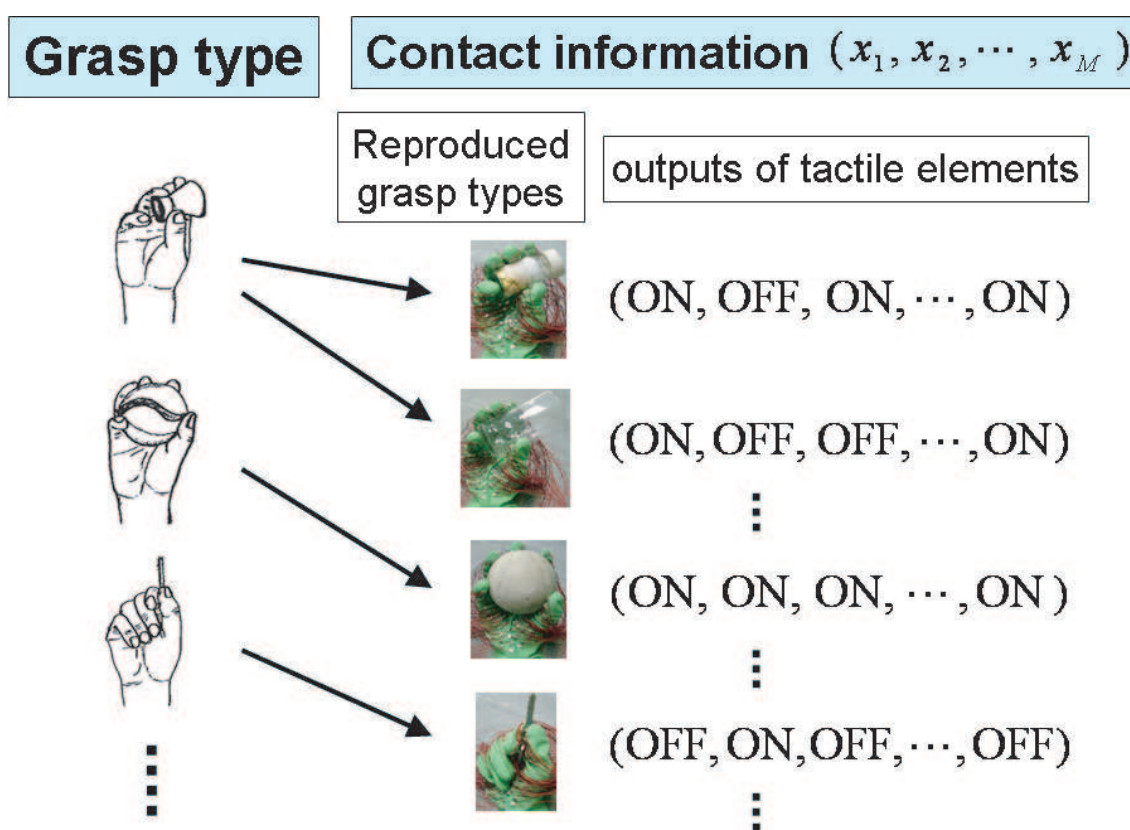 Grasp type
Contact information (x₁, x₂, ⋯ , x_M)
Reproduced
grasp types
outputs of tactile elements
(ON, OFF, ON, ⋯ , ON)
(ON, OFF, OFF, ⋯ , ON)
(ON, ON, ON, ⋯ , ON )
(OFF, ON, OFF, ⋯ , OFF)